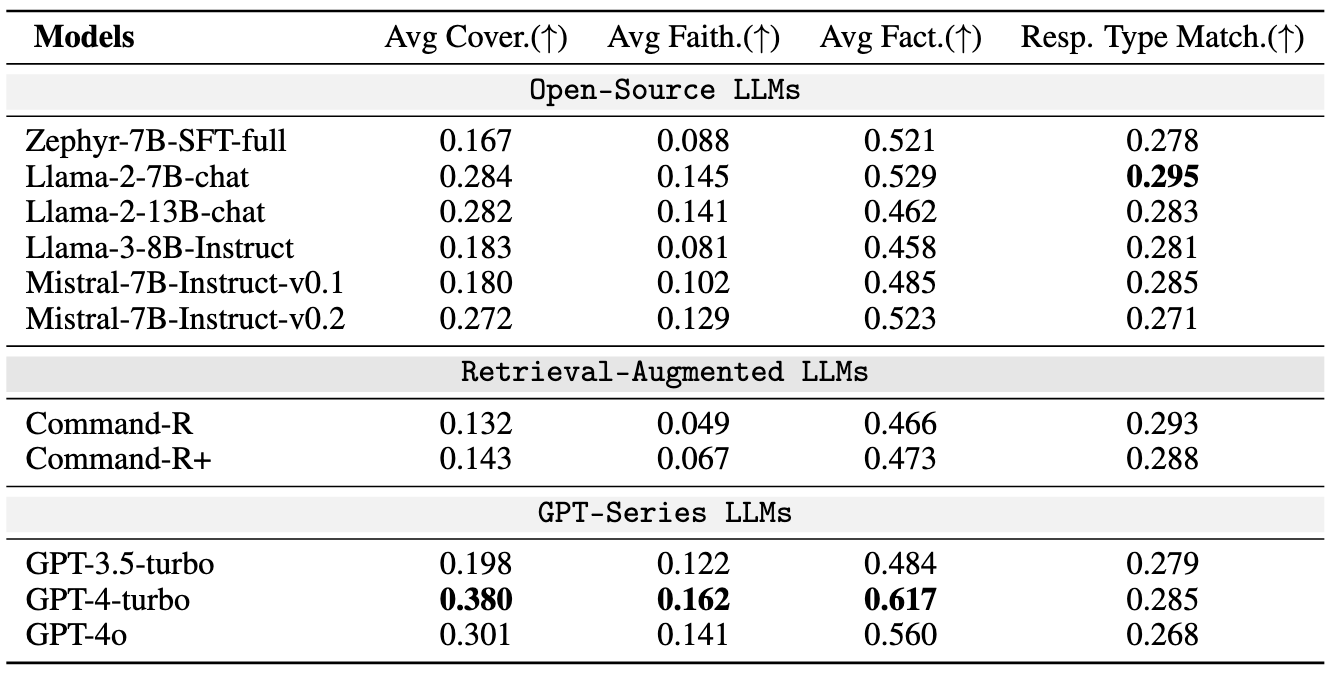 Models Avg Cover.(↑) Avg Faith.(↑) Avg Fact.(↑) Resp. Type Match.(↑)
Open-Source LLMs
Zephyr-7B-SFT-full 0.167 0.088 0.521 0.278
Llama-2-7B-chat 0.284 0.145 0.529 0.295
Llama-2-13B-chat 0.282 0.141 0.462 0.283
Llama-3-8B-Instruct 0.183 0.081 0.458 0.281
Mistral-7B-Instruct-v0.1 0.180 0.102 0.485 0.285
Mistral-7B-Instruct-v0.2 0.272 0.129 0.523 0.271
Retrieval-Augmented LLMs
Command-R 0.132 0.049 0.466 0.293
Command-R+ 0.143 0.067 0.473 0.288
GPT-Series LLMs
GPT-3.5-turbo 0.198 0.122 0.484 0.279
GPT-4-turbo 0.380 0.162 0.617 0.285
GPT-4o 0.301 0.141 0.560 0.268